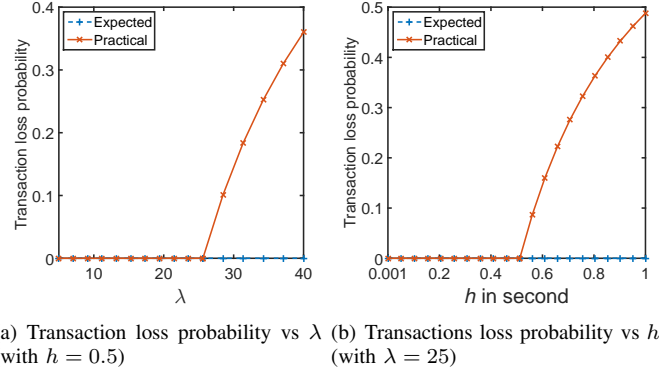 Expected
Practical
Transaction loss probability
0.4
0.3
0.2
0.1
0
10
20
30
40
λ
Expected
Practical
Transaction loss probability
0.5
0.4
0.3
0.2
0.1
0
0.001
0.2
0.4
0.6
0.8
1
h in second
a) Transaction loss probability vs λ
with h = 0.5)
(b) Transactions loss probability vs h
(with λ = 25)